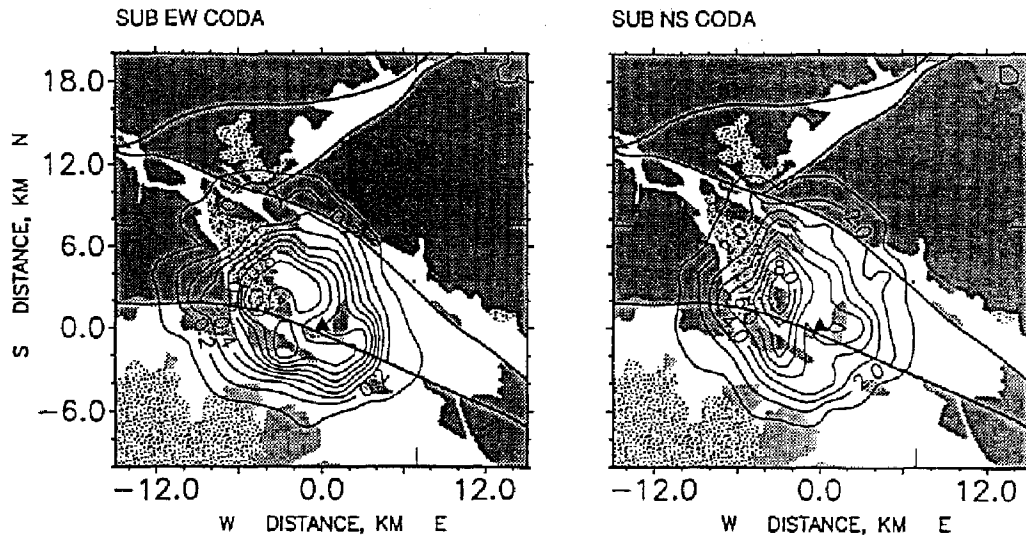 SUB EW CODA
SUB NS CODA
18.0
12.0
6.0
0.0
−6.0
S DISTANCE, KM N
−12.0 0.0 12.0
W DISTANCE, KM E
−12.0 0.0 12.0
W DISTANCE, KM E